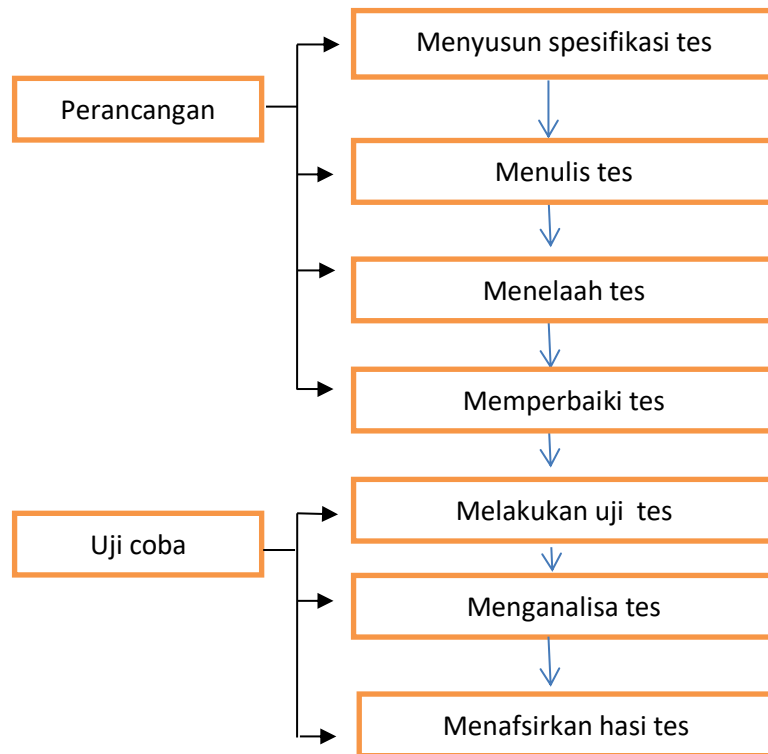 Menyusun spesifikasi tes
Perancangan
Menulis tes
Menelaah tes
Memperbaiki tes
Melakukan uji  tes
Uji coba
Menganalisa tes
Menafsirkan hasi tes